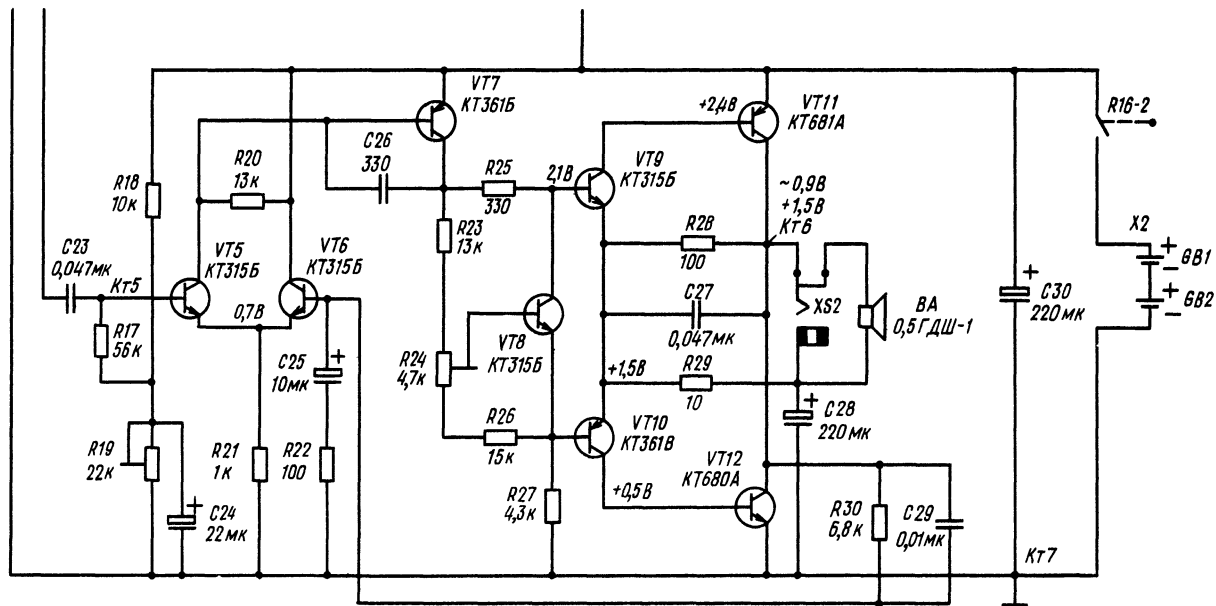 VT7
КТ361Б
+2,4В
VT11
КТ681А
R16-2
R20
13к
C26
330
R25
330
2,1В
VT9
КТ315Б
R18
10к
~0,9В
+1,5В
Кт6
R23
13к
R28
100
X2
C23
0,047мк
Кт5
VT5
КТ315Б
VT6
КТ315Б
+
−
GB1
+
−
GB2
0,7В
C27
0,047мк
XS2
BA
0,5ГДШ-1
+
C30
220мк
R17
56к
VT8
КТ315Б
C25
+
10мк
R24
4,7к
+1,5В
R29
10
+
C28
220мк
VT10
КТ361В
R26
15к
R19
22к
R21
1к
R22
100
VT12
КТ680А
+0,5В
R27
4,3к
+
C24
22мк
R30
6,8к
C29
0,01мк
Кт7